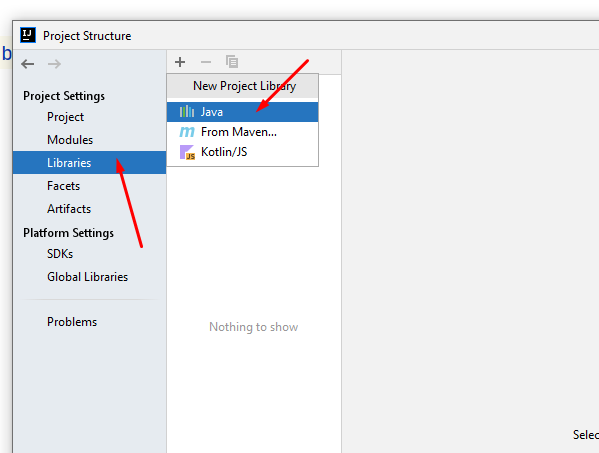 IJ
Project Structure
b
New Project Library
Project Settings
Java
Project
From Maven...
Modules
Kotlin/JS
Libraries
Facets
Artifacts
Platform Settings
SDKs
Global Libraries
Problems
Nothing to show
Selec